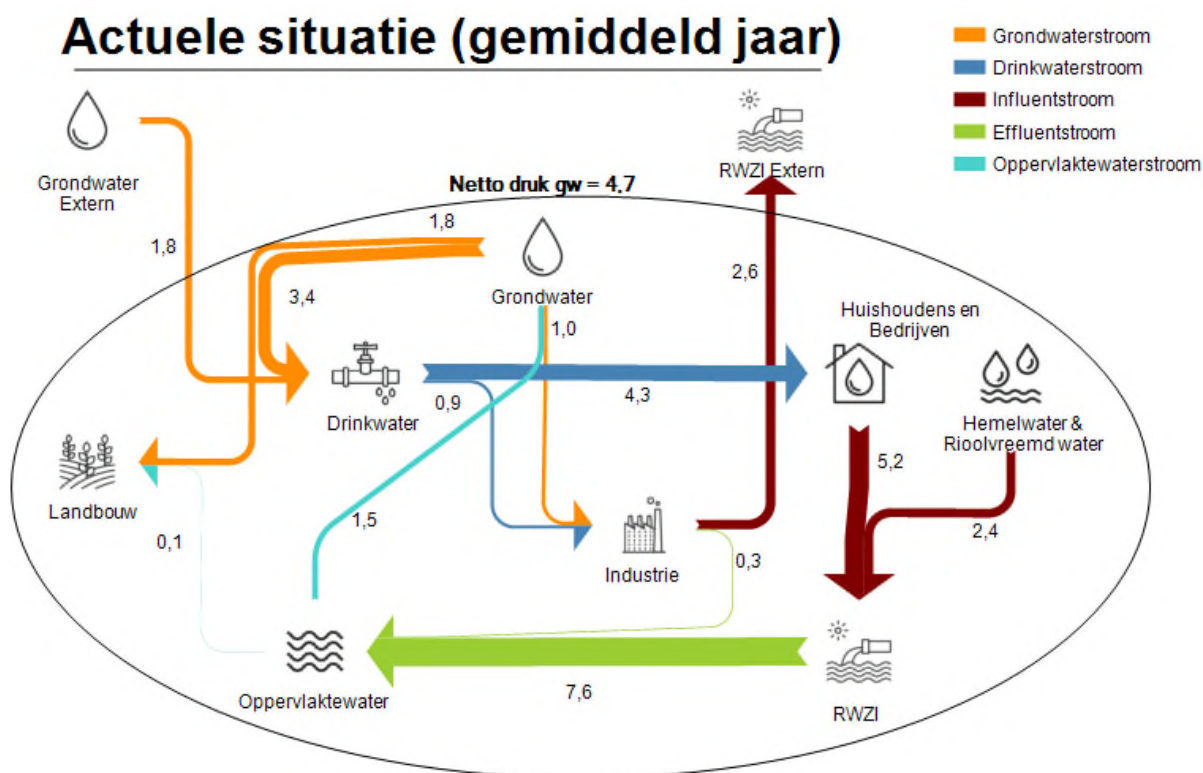 Actuele situatie (gemiddeld jaar)
Grondwaterstroom
Drinkwaterstroom
Influentstroom
Effluentstroom
Oppervlaktewaterstroom
Grondwater
Extern
RWZI Extern
Netto druk gw = 4,7
1,8
1,8
3,4
Grondwater
1,0
2,6
Huishoudens en
Bedrijven
Drinkwater
0,9
4,3
Hemelwater &
Rioolvreemd water
Landbouw
0,1
1,5
5,2
2,4
Industrie
0,3
Oppervlaktewater
7,6
RWZI